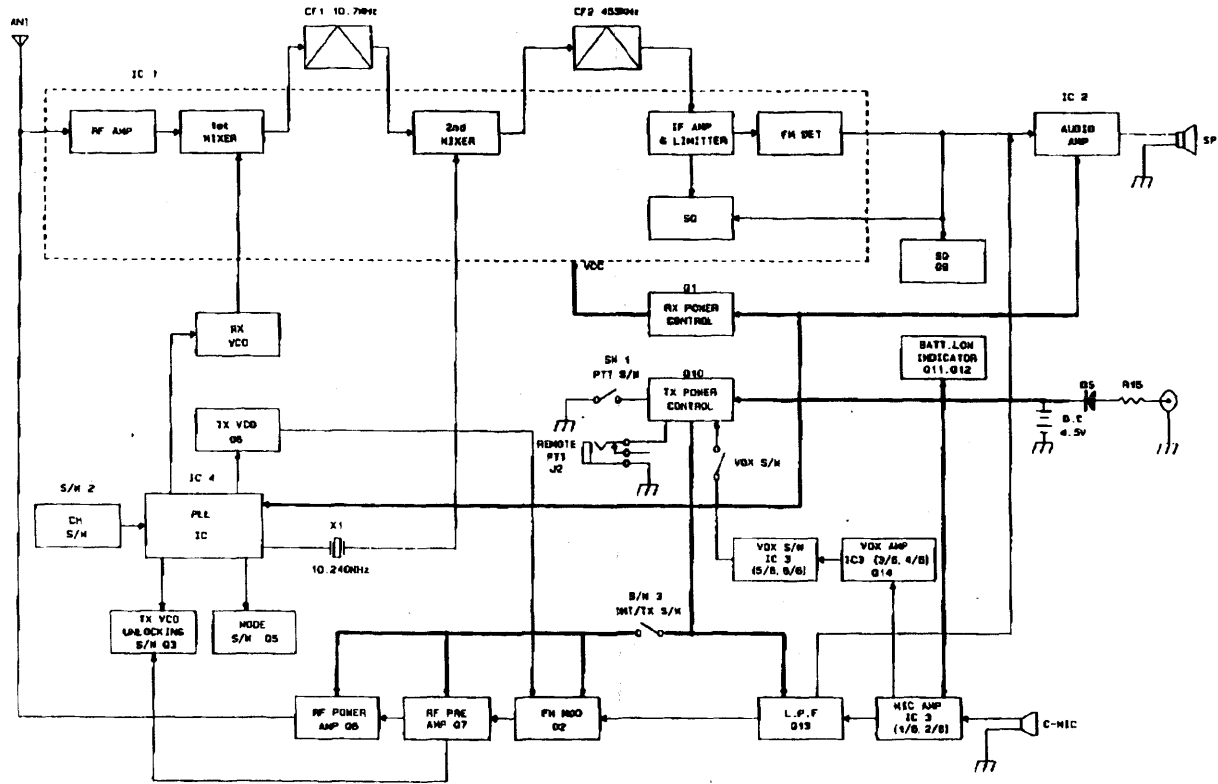 ANT
CF1 10.7MHz
CF2 455KHz
IC 1
IC 2
RF AMP
1st
MIXER
2nd
MIXER
IF AMP
& LIMITTER
FM DET
AUDIO
AMP
SP
SQ
SQ
Q9
VCC
Q1
RX POWER
CONTROL
RX
VCO
BATT.LOW
INDICATOR
Q11.Q12
SW 1
PTT S/W
Q10
TX POWER
CONTROL
D5
R15
D.C
4.5V
TX VCO
Q6
REMOTE
PTT
J2
VOX S/W
S/W 2
IC 4
CH
S/W
PLL
IC
X1
10.240MHz
VOX S/W
IC 3
(5/6, 6/6)
VOX AMP
IC3 (3/6, 4/6)
Q14
TX VCO
UNLOCKING
S/W Q3
MODE
S/W Q5
S/W 3
INT/TX S/W
RF POWER
AMP Q8
RF PRE
AMP Q7
FM MOD
D2
L.P.F
Q13
MIC AMP
IC 3
(1/6, 2/6)
C-MIC